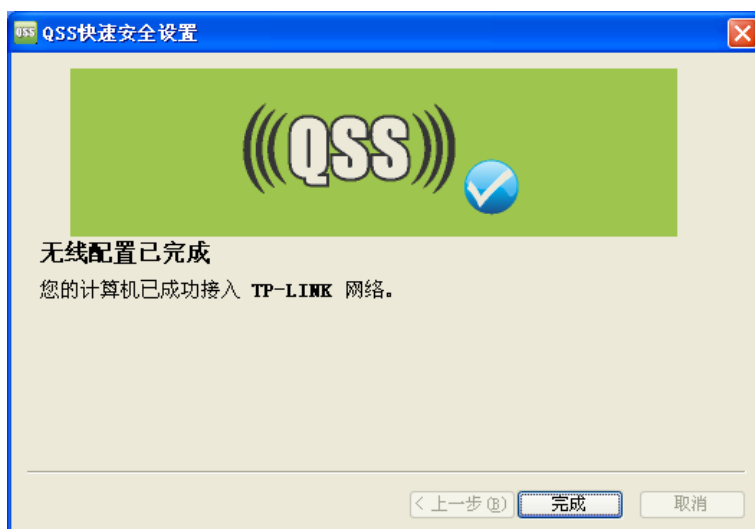 QSS QSS快速安全设置
(((QSS)))
无线配置已完成
您的计算机已成功接入 TP-LINK 网络。
< 上一步(B) 完成 取消